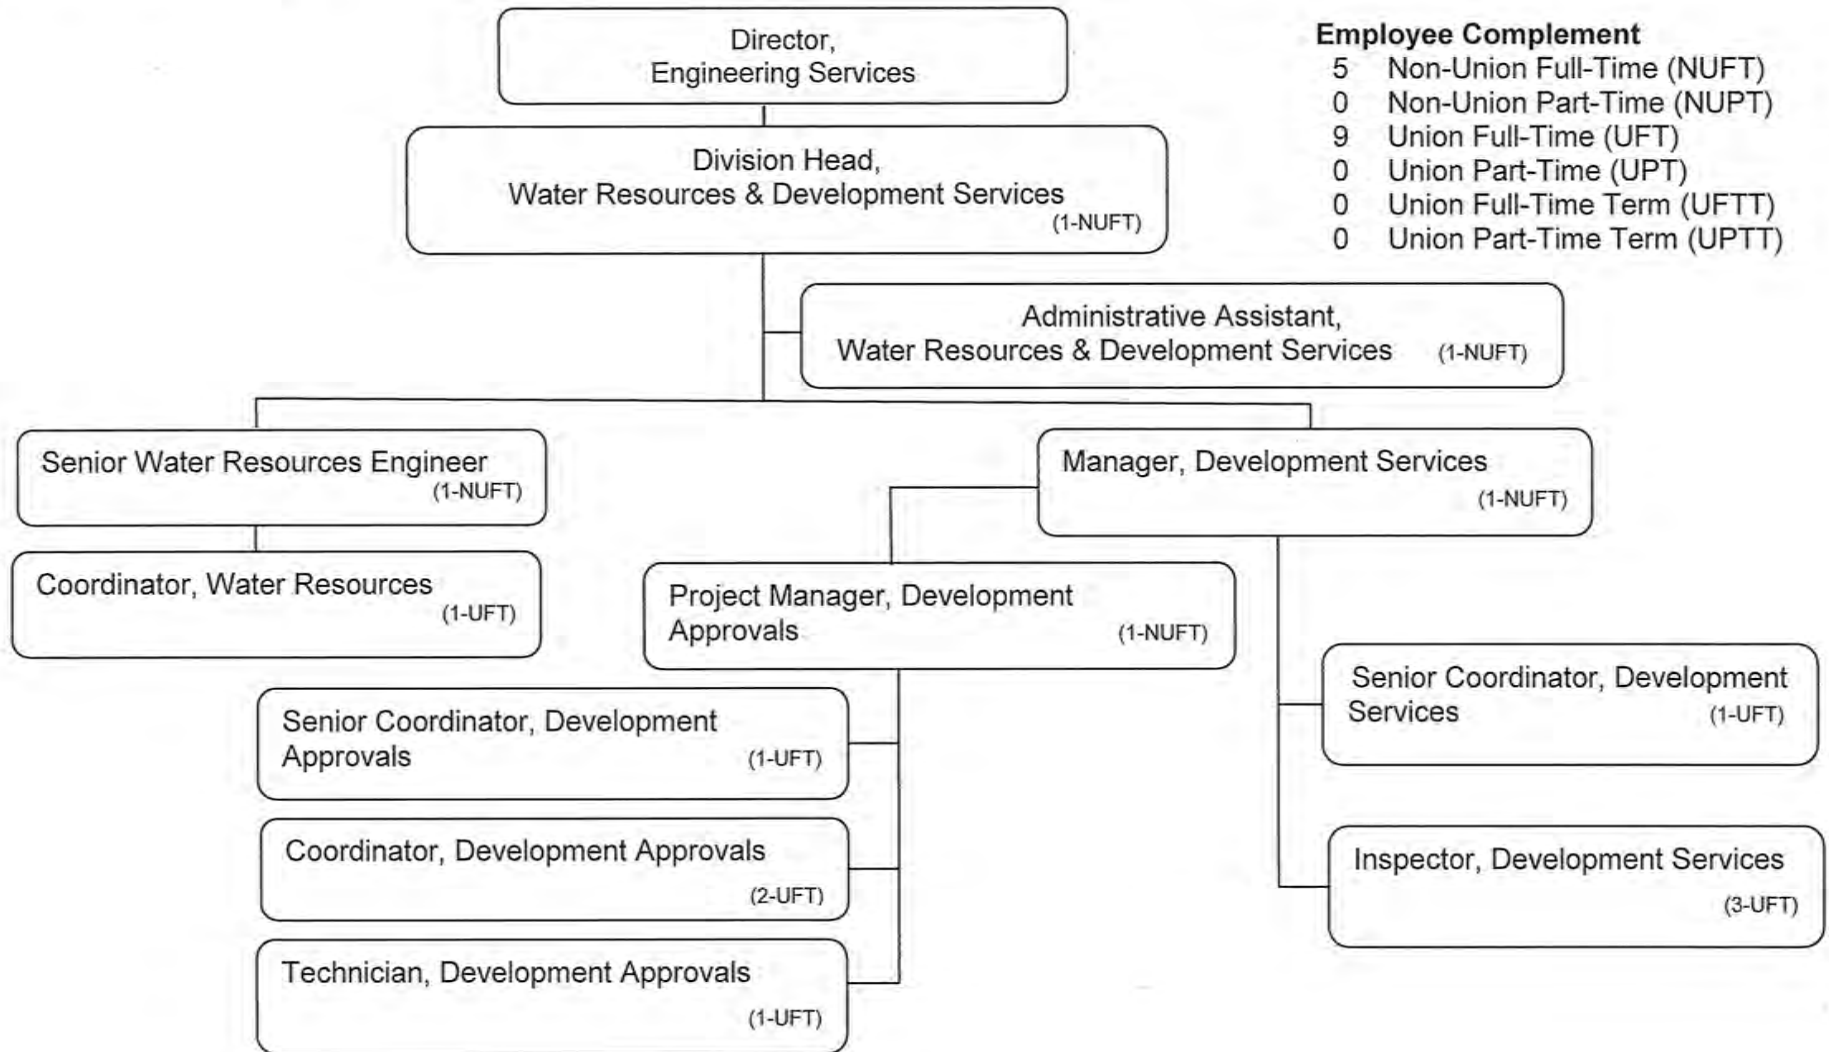 Director,
Engineering Services
Employee Complement
5 Non-Union Full-Time (NUFT)
0 Non-Union Part-Time (NUPT)
9 Union Full-Time (UFT)
0 Union Part-Time (UPT)
0 Union Full-Time Term (UFTT)
0 Union Part-Time Term (UPTT)
Division Head,
Water Resources & Development Services
(1-NUFT)
Administrative Assistant,
Water Resources & Development Services (1-NUFT)
Senior Water Resources Engineer
(1-NUFT)
Coordinator, Water Resources
(1-UFT)
Manager, Development Services
(1-NUFT)
Project Manager, Development
Approvals (1-NUFT)
Senior Coordinator, Development
Approvals (1-UFT)
Coordinator, Development Approvals
(2-UFT)
Technician, Development Approvals
(1-UFT)
Senior Coordinator, Development
Services (1-UFT)
Inspector, Development Services
(3-UFT)